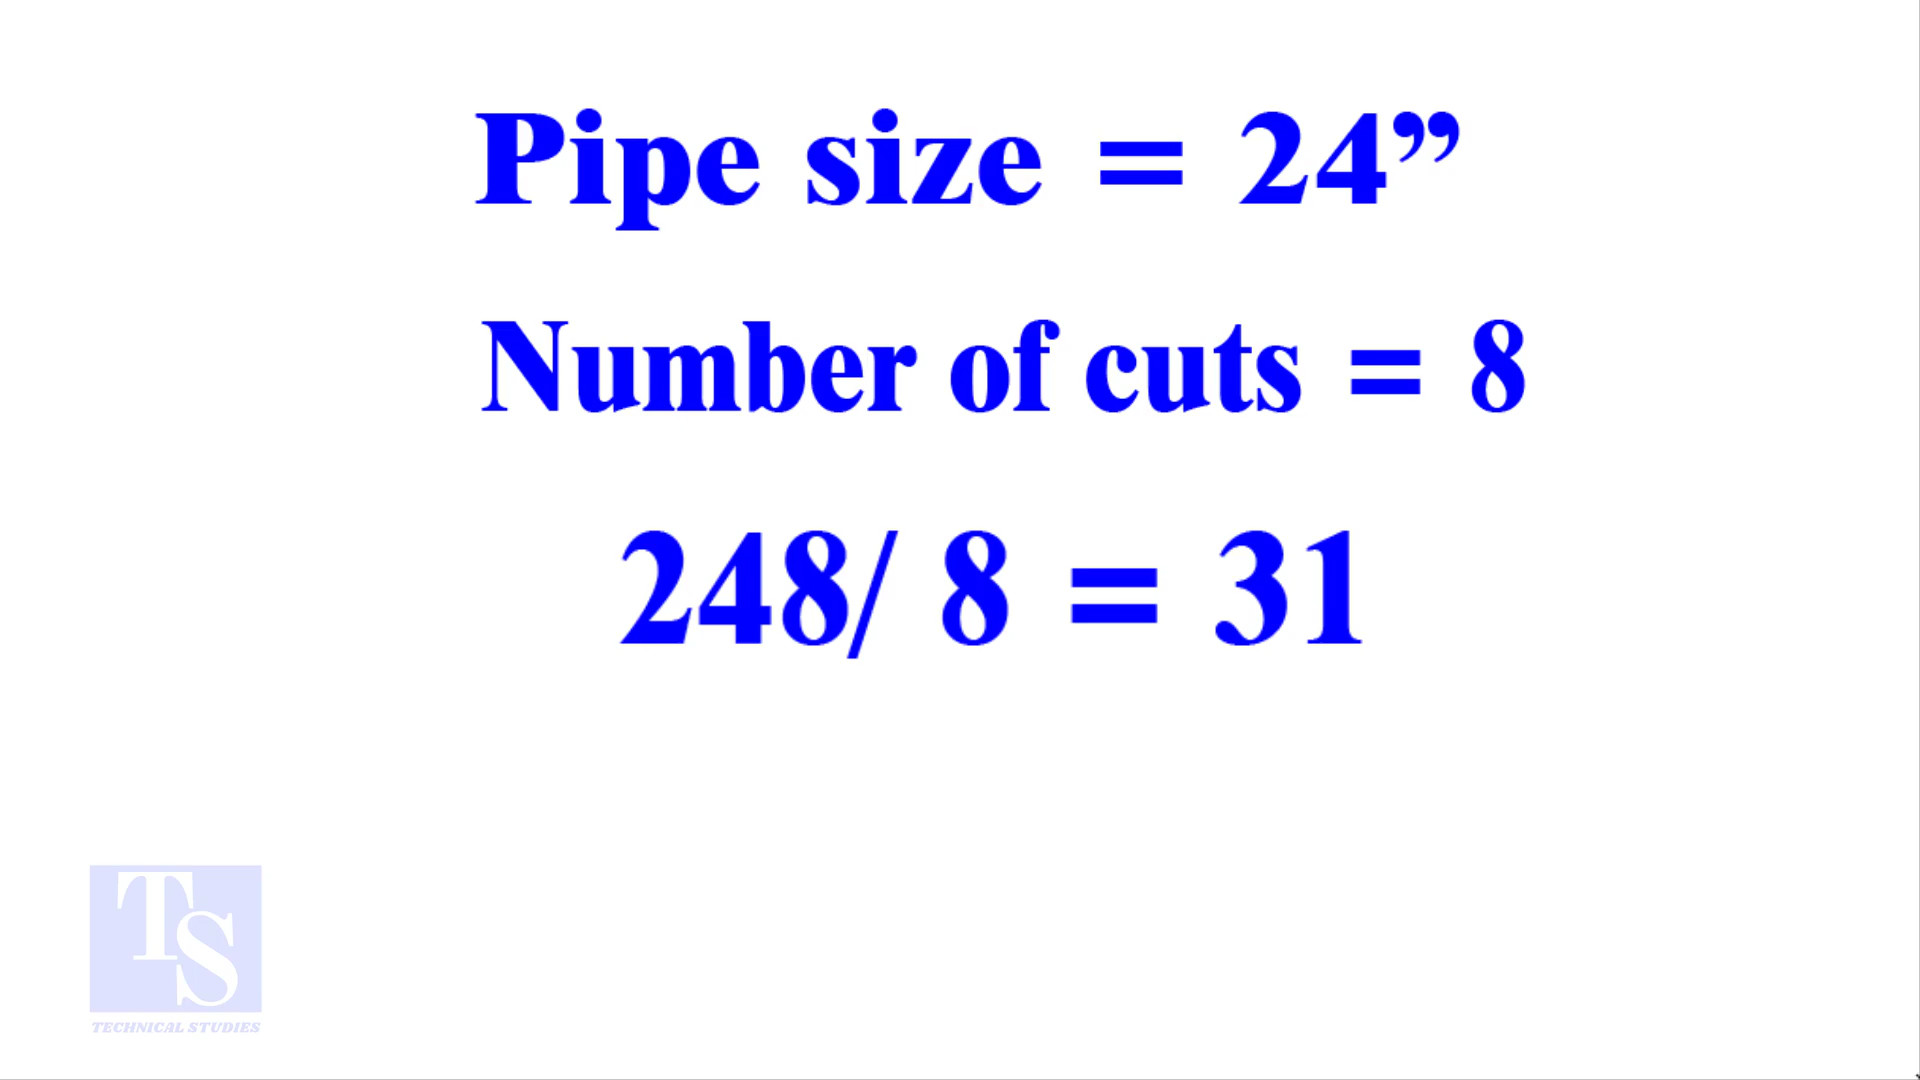 Pipe size = 24”
Number of cuts = 8
248/ 8 = 31
TS
TECHNICAL STUDIES